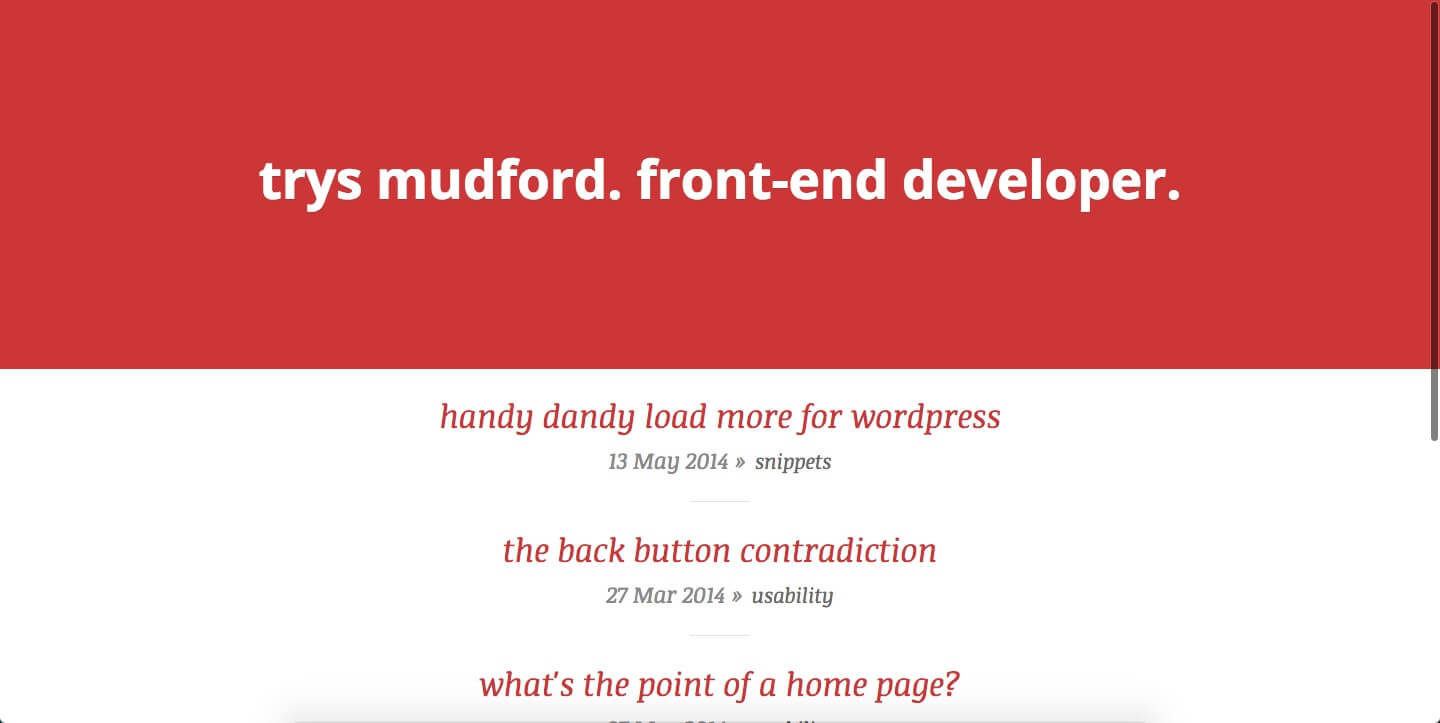 trys mudford. front-end developer.
handy dandy load more for wordpress
13 May 2014 » snippets
the back button contradiction
27 Mar 2014 » usability
what's the point of a home page?